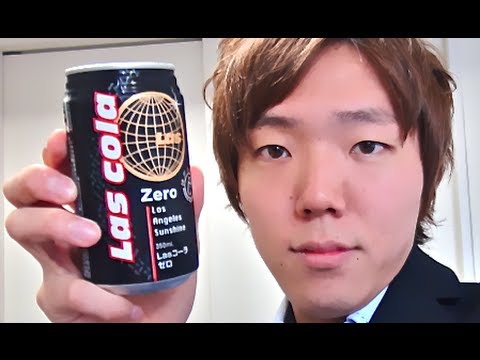 Las cola
Las
Zero
Los
Angeles
Sunshine
350ml
Lasコーラ
ゼロ